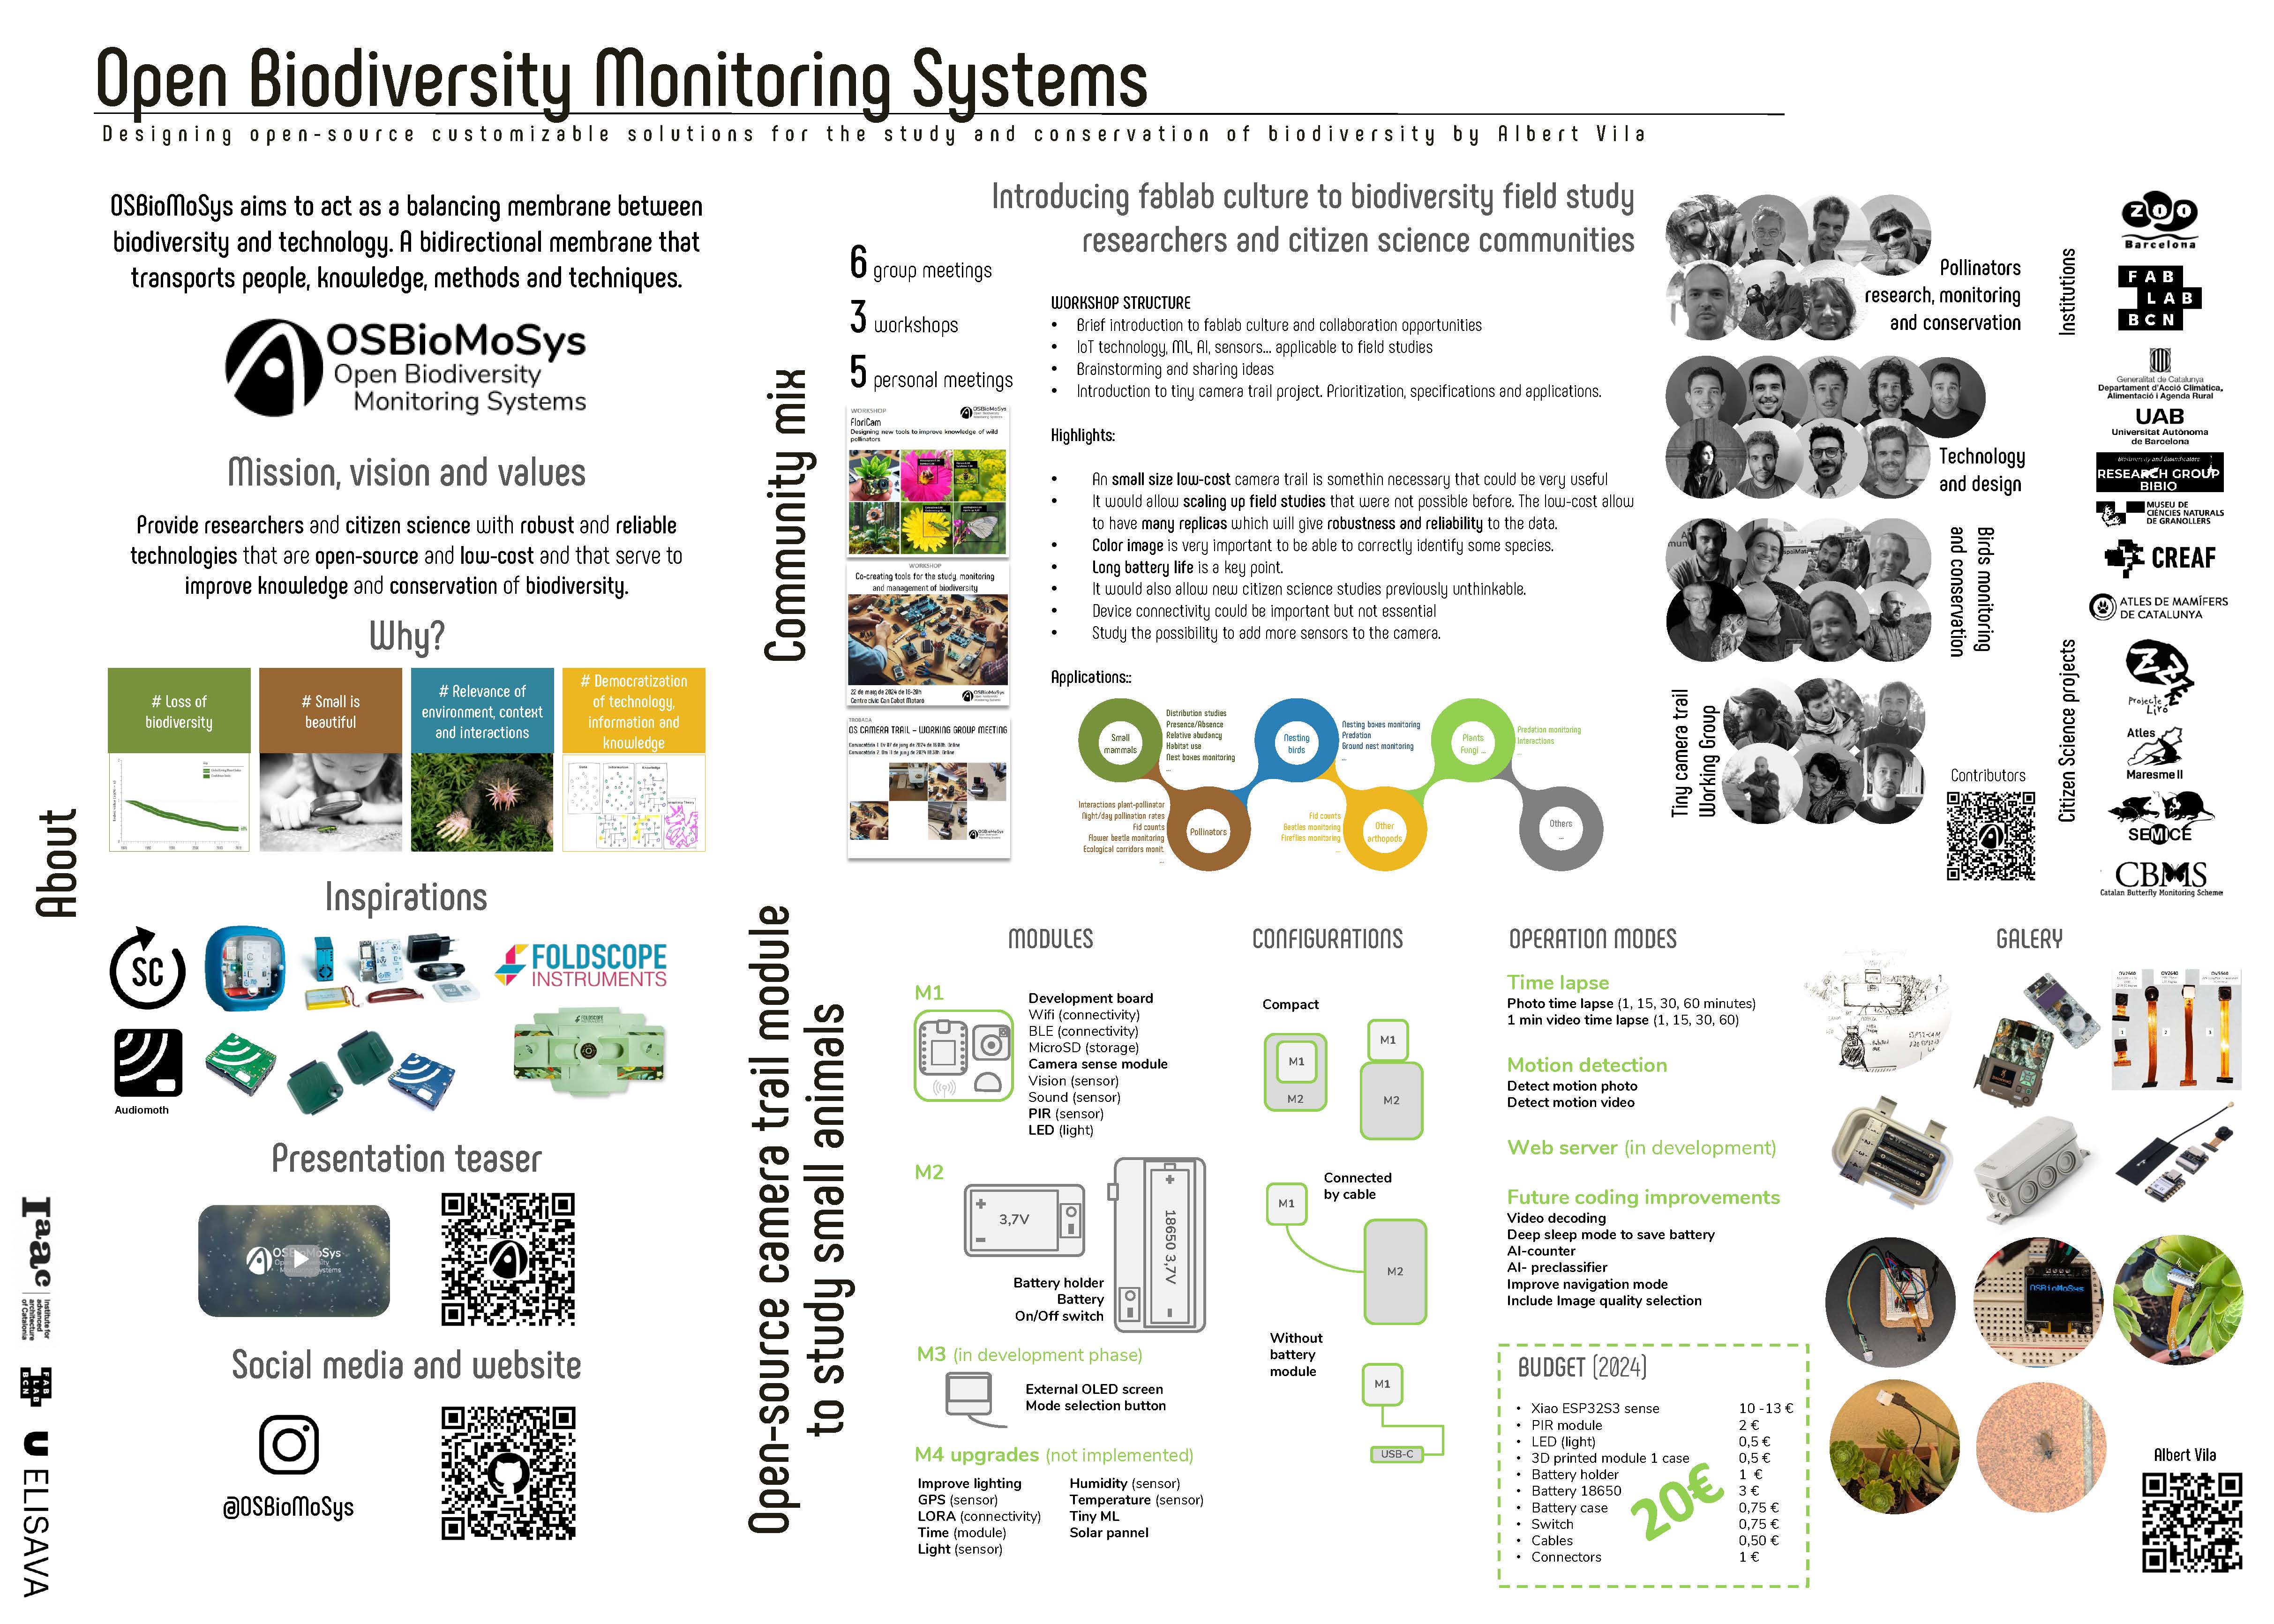 Open Biodiversity Monitoring Systems
Designing open-source customizable solutions for the study and conservation of biodiversity by Albert Vila
About
OSBioMoSys aims to act as a balancing membrane between
biodiversity and technology. A bidirectional membrane that
transports people, knowledge, methods and techniques.
OSBioMoSys
Open Biodiversity
Monitoring Systems
Mission, vision and values
Provide researchers and citizen science with robust and reliable
technologies that are open-source and low-cost and that serve to
improve knowledge and conservation of biodiversity.
Why?
# Loss of
biodiversity
# Small is
beautiful
# Relevance of
environment, context
and interactions
# Democratization
of technology,
information and
knowledge
Inspirations
SC
FOLDSCOPE
INSTRUMENTS
Audiomoth
Presentation teaser
OSBioMoSys
Social media and website
@OSBioMoSys
Iaac
Institute for
advanced
architecture
of Catalonia
FAB
LAB
BCN
ELISAVA
Community mix
Introducing fablab culture to biodiversity field study
researchers and citizen science communities
6 group meetings
3 workshops
5 personal meetings
WORKSHOP
OSBioMoSys
FloriCam
Designing new tools to improve knowledge of wild
pollinators
WORKSHOP
Co-creating tools for the study, monitoring
and management of biodiversity
22 de maig de 2024 de 18-20h
Centre cívic Can Cabot Mataró
OSBioMoSys
TROBADA
OS CAMERA TRAIL - WORKING GROUP MEETING
WORKSHOP STRUCTURE
• Brief introduction to fablab culture and collaboration opportunities
• IoT technology, ML, AI, sensors... applicable to field studies
• Brainstorming and sharing ideas
• Introduction to tiny camera trail project. Prioritization, specifications and applications.
Highlights:
• An small size low-cost camera trail is somethin necessary that could be very useful
• It would allow scaling up field studies that were not possible before. The low-cost allow
to have many replicas which will give robustness and reliability to the data.
• Color image is very important to be able to correctly identify some species.
• Long battery life is a key point.
• It would also allow new citizen science studies previously unthinkable.
• Device connectivity could be important but not essential
• Study the possibility to add more sensors to the camera.
Applications::
Small
mammals
Distribution studies
Presence/Absence
Relative abudancy
Habitat use
Nest boxes monitoring
...
Nesting
birds
Nesting boxes monitoring
Predation
Ground nest monitoring
...
Plants
Fungi ...
Predation monitoring
Interactions
...
Interactions plant-pollinator
Night/day pollination rates
Fid counts
Flower beetle monitoring
Ecological corridors monit.
...
Pollinators
Fid counts
Beetles monitoring
Fireflies monitoring
...
Other
arthopods
Others
...
Pollinators
research, monitoring
and conservation
Technology
and design
Birds monitoring
and conservation
Tiny camera trail
Working Group
Contributors
Institutions
ZOO
Barcelona
FAB
LAB
BCN
Generalitat de Catalunya
Departament d'Acció Climàtica,
Alimentació i Agenda Rural
UAB
Universitat Autònoma
de Barcelona
RESEARCH GROUP
BIBIO
MUSEU DE
CIÈNCIES NATURALS
DE GRANOLLERS
CREAF
ATLES DE MAMÍFERS
DE CATALUNYA
Citizen Science projects
Projecte
Liró
Atles
Maresme II
SEMICE
CBMS
Catalan Butterfly Monitoring Scheme
Open-source camera trail module
to study small animals
MODULES
M1
Development board
Wifi (connectivity)
BLE (connectivity)
MicroSD (storage)
Camera sense module
Vision (sensor)
Sound (sensor)
PIR (sensor)
LED (light)
M2
3,7V
18650 3,7V
Battery holder
Battery
On/Off switch
M3 (in development phase)
External OLED screen
Mode selection button
M4 upgrades (not implemented)
Improve lighting
GPS (sensor)
LORA (connectivity)
Time (module)
Light (sensor)
Humidity (sensor)
Temperature (sensor)
Tiny ML
Solar pannel
CONFIGURATIONS
Compact
M1
M2
M1
M2
Connected
by cable
M1
M2
Without
battery
module
M1
USB-C
OPERATION MODES
Time lapse
Photo time lapse (1, 15, 30, 60 minutes)
1 min video time lapse (1, 15, 30, 60)
Motion detection
Detect motion photo
Detect motion video
Web server (in development)
Future coding improvements
Video decoding
Deep sleep mode to save battery
AI-counter
AI- preclassifier
Improve navigation mode
Include Image quality selection
BUDGET (2024)
• Xiao ESP32S3 sense 10 -13 €
• PIR module 2 €
• LED (light) 0,5 €
• 3D printed module 1 case 0,5 €
• Battery holder 1 €
• Battery 18650 3 €
• Battery case 0,75 €
• Switch 0,75 €
• Cables 0,50 €
• Connectors 1 €
20€
GALERY
OSBioMoSys
Albert Vila